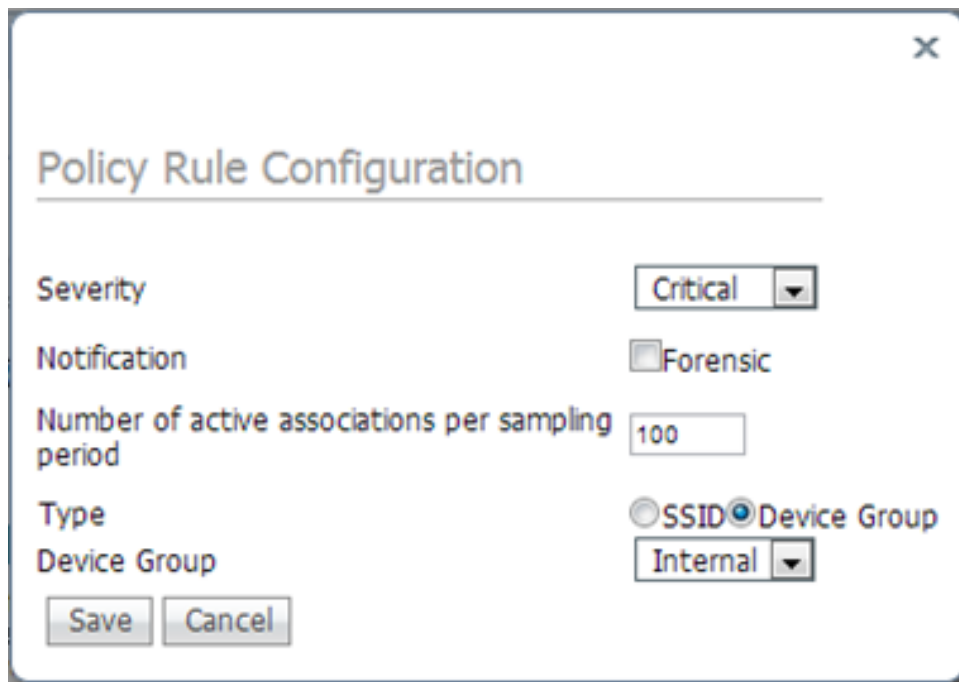 Policy Rule Configuration
Severity Critical
Notification Forensic
Number of active associations per sampling
period 100
Type SSID Device Group
Device Group Internal
Save Cancel